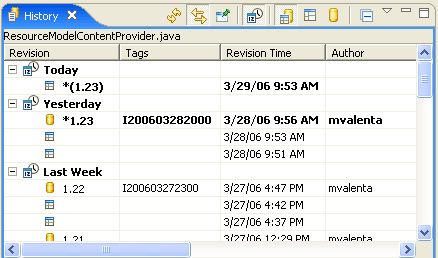 History
ResourceModelContentProvider.java
Revision Tags Revision Time Author
Today
*(1.23) 3/29/06 9:53 AM
Yesterday
*1.23 I200603282000 3/28/06 9:56 AM mvalenta
3/28/06 9:53 AM
3/28/06 9:51 AM
Last Week
1.22 I200603272300 3/27/06 4:47 PM mvalenta
3/27/06 4:42 PM
3/27/06 4:37 PM
1.21 3/27/06 12:29 PM mvalenta